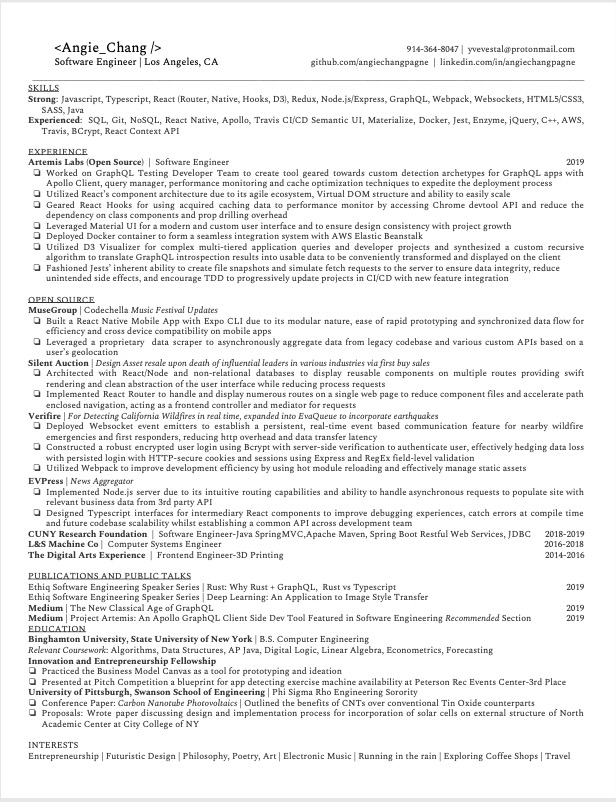 <Angie_Chang />
914-364-8047 | yvevestal@protonmail.com
Software Engineer | Los Angeles, CA
github.com/angiechangpagne | linkedin.com/in/angiechangpagne
SKILLS
Strong: Javascript, Typescript, React (Router, Native, Hooks, D3), Redux, Node.js/Express, GraphQL, Webpack, Websockets, HTML5/CSS3,
SASS, Java
Experienced: SQL, Git, NoSQL, React Native, Apollo, Travis CI/CD Semantic UI, Materialize, Docker, Jest, Enzyme, jQuery, C++, AWS,
Travis, BCrypt, React Context API
EXPERIENCE
Artemis Labs (Open Source) | Software Engineer 2019
❏ Worked on GraphQL Testing Developer Team to create tool geared towards custom detection archetypes for GraphQL apps with
Apollo Client, query manager, performance monitoring and cache optimization techniques to expedite the deployment process
❏ Utilized React's component architecture due to its agile ecosystem, Virtual DOM structure and ability to easily scale
❏ Geared React Hooks for using acquired caching data to performance monitor by accessing Chrome devtool API and reduce the
dependency on class components and prop drilling overhead
❏ Leveraged Material UI for a modern and custom user interface and to ensure design consistency with project growth
❏ Deployed Docker container to form a seamless integration system with AWS Elastic Beanstalk
❏ Utilized D3 Visualizer for complex multi-tiered application queries and developer projects and synthesized a custom recursive
algorithm to translate GraphQL introspection results into usable data to be conveniently transformed and displayed on the client
❏ Fashioned Jests' inherent ability to create file snapshots and simulate fetch requests to the server to ensure data integrity, reduce
unintended side effects, and encourage TDD to progressively update projects in CI/CD with new feature integration
OPEN SOURCE
MuseGroup | Codechella Music Festival Updates
❏ Built a React Native Mobile App with Expo CLI due to its modular nature, ease of rapid prototyping and synchronized data flow for
efficiency and cross device compatibility on mobile apps
❏ Leveraged a proprietary data scraper to asynchronously aggregate data from legacy codebase and various custom APIs based on a
user's geolocation
Silent Auction | Design Asset resale upon death of influential leaders in various industries via first buy sales
❏ Architected with React/Node and non-relational databases to display reusable components on multiple routes providing swift
rendering and clean abstraction of the user interface while reducing process requests
❏ Implemented React Router to handle and display numerous routes on a single web page to reduce component files and accelerate path
enclosed navigation, acting as a frontend controller and mediator for requests
Verifire | For Detecting California Wildfires in real time, expanded into EvaQueue to incorporate earthquakes
❏ Deployed Websocket event emitters to establish a persistent, real-time event based communication feature for nearby wildfire
emergencies and first responders, reducing http overhead and data transfer latency
❏ Constructed a robust encrypted user login using Bcrypt with server-side verification to authenticate user, effectively hedging data loss
with persisted login with HTTP-secure cookies and sessions using Express and RegEx field-level validation
❏ Utilized Webpack to improve development efficiency by using hot module reloading and effectively manage static assets
EVPress | News Aggregator
❏ Implemented Node.js server due to its intuitive routing capabilities and ability to handle asynchronous requests to populate site with
relevant business data from 3rd party API
❏ Designed Typescript interfaces for intermediary React components to improve debugging experiences, catch errors at compile time
and future codebase scalability whilst establishing a common API across development team
CUNY Research Foundation | Software Engineer-Java SpringMVC,Apache Maven, Spring Boot Restful Web Services, JDBC 2018-2019
L&S Machine Co | Computer Systems Engineer 2016-2018
The Digital Arts Experience | Frontend Engineer-3D Printing 2014-2016
PUBLICATIONS AND PUBLIC TALKS
Ethiq Software Engineering Speaker Series | Rust: Why Rust + GraphQL, Rust vs Typescript 2019
Ethiq Software Engineering Speaker Series | Deep Learning: An Application to Image Style Transfer
Medium | The New Classical Age of GraphQL 2019
Medium | Project Artemis: An Apollo GraphQL Client Side Dev Tool Featured in Software Engineering Recommended Section 2019
EDUCATION
Binghamton University, State University of New York | B.S. Computer Engineering
Relevant Coursework: Algorithms, Data Structures, AP Java, Digital Logic, Linear Algebra, Econometrics, Forecasting
Innovation and Entrepreneurship Fellowship
❏ Practiced the Business Model Canvas as a tool for prototyping and ideation
❏ Presented at Pitch Competition a blueprint for app detecting exercise machine availability at Peterson Rec Events Center-3rd Place
University of Pittsburgh, Swanson School of Engineering | Phi Sigma Rho Engineering Sorority
❏ Conference Paper: Carbon Nanotube Photovoltaics | Outlined the benefits of CNTs over conventional Tin Oxide counterparts
❏ Proposals: Wrote paper discussing design and implementation process for incorporation of solar cells on external structure of North
Academic Center at City College of NY
INTERESTS
Entrepreneurship | Futuristic Design | Philosophy, Poetry, Art | Electronic Music | Running in the rain | Exploring Coffee Shops | Travel